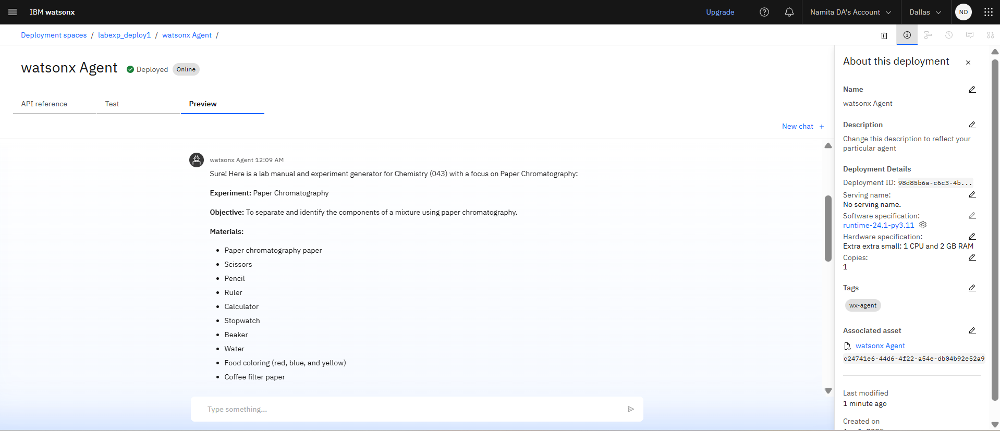 IBM watsonx
Upgrade
Namita DA's Account
Dallas
ND
Deployment spaces / labexp_deploy1 / watsonx Agent /
watsonx Agent
Deployed
Online
API reference
Test
Preview
New chat +
watsonx Agent 12:09 AM
Sure! Here is a lab manual and experiment generator for Chemistry (043) with a focus on Paper Chromatography:
Experiment: Paper Chromatography
Objective: To separate and identify the components of a mixture using paper chromatography.
Materials:
• Paper chromatography paper
• Scissors
• Pencil
• Ruler
• Calculator
• Stopwatch
• Beaker
• Water
• Food coloring (red, blue, and yellow)
• Coffee filter paper
Type something...
About this deployment
Name
watsonx Agent
Description
Change this description to reflect your
particular agent
Deployment Details
Deployment ID: 98d85b6a-c6c3-4b...
Serving name:
No serving name.
Software specification:
runtime-24.1-py3.11
Hardware specification:
Extra extra small: 1 CPU and 2 GB RAM
Copies:
1
Tags
wx-agent
Associated asset
watsonx Agent
c24741e6-44d6-4f22-a54e-db04b92e52a9
Last modified
1 minute ago
Created on